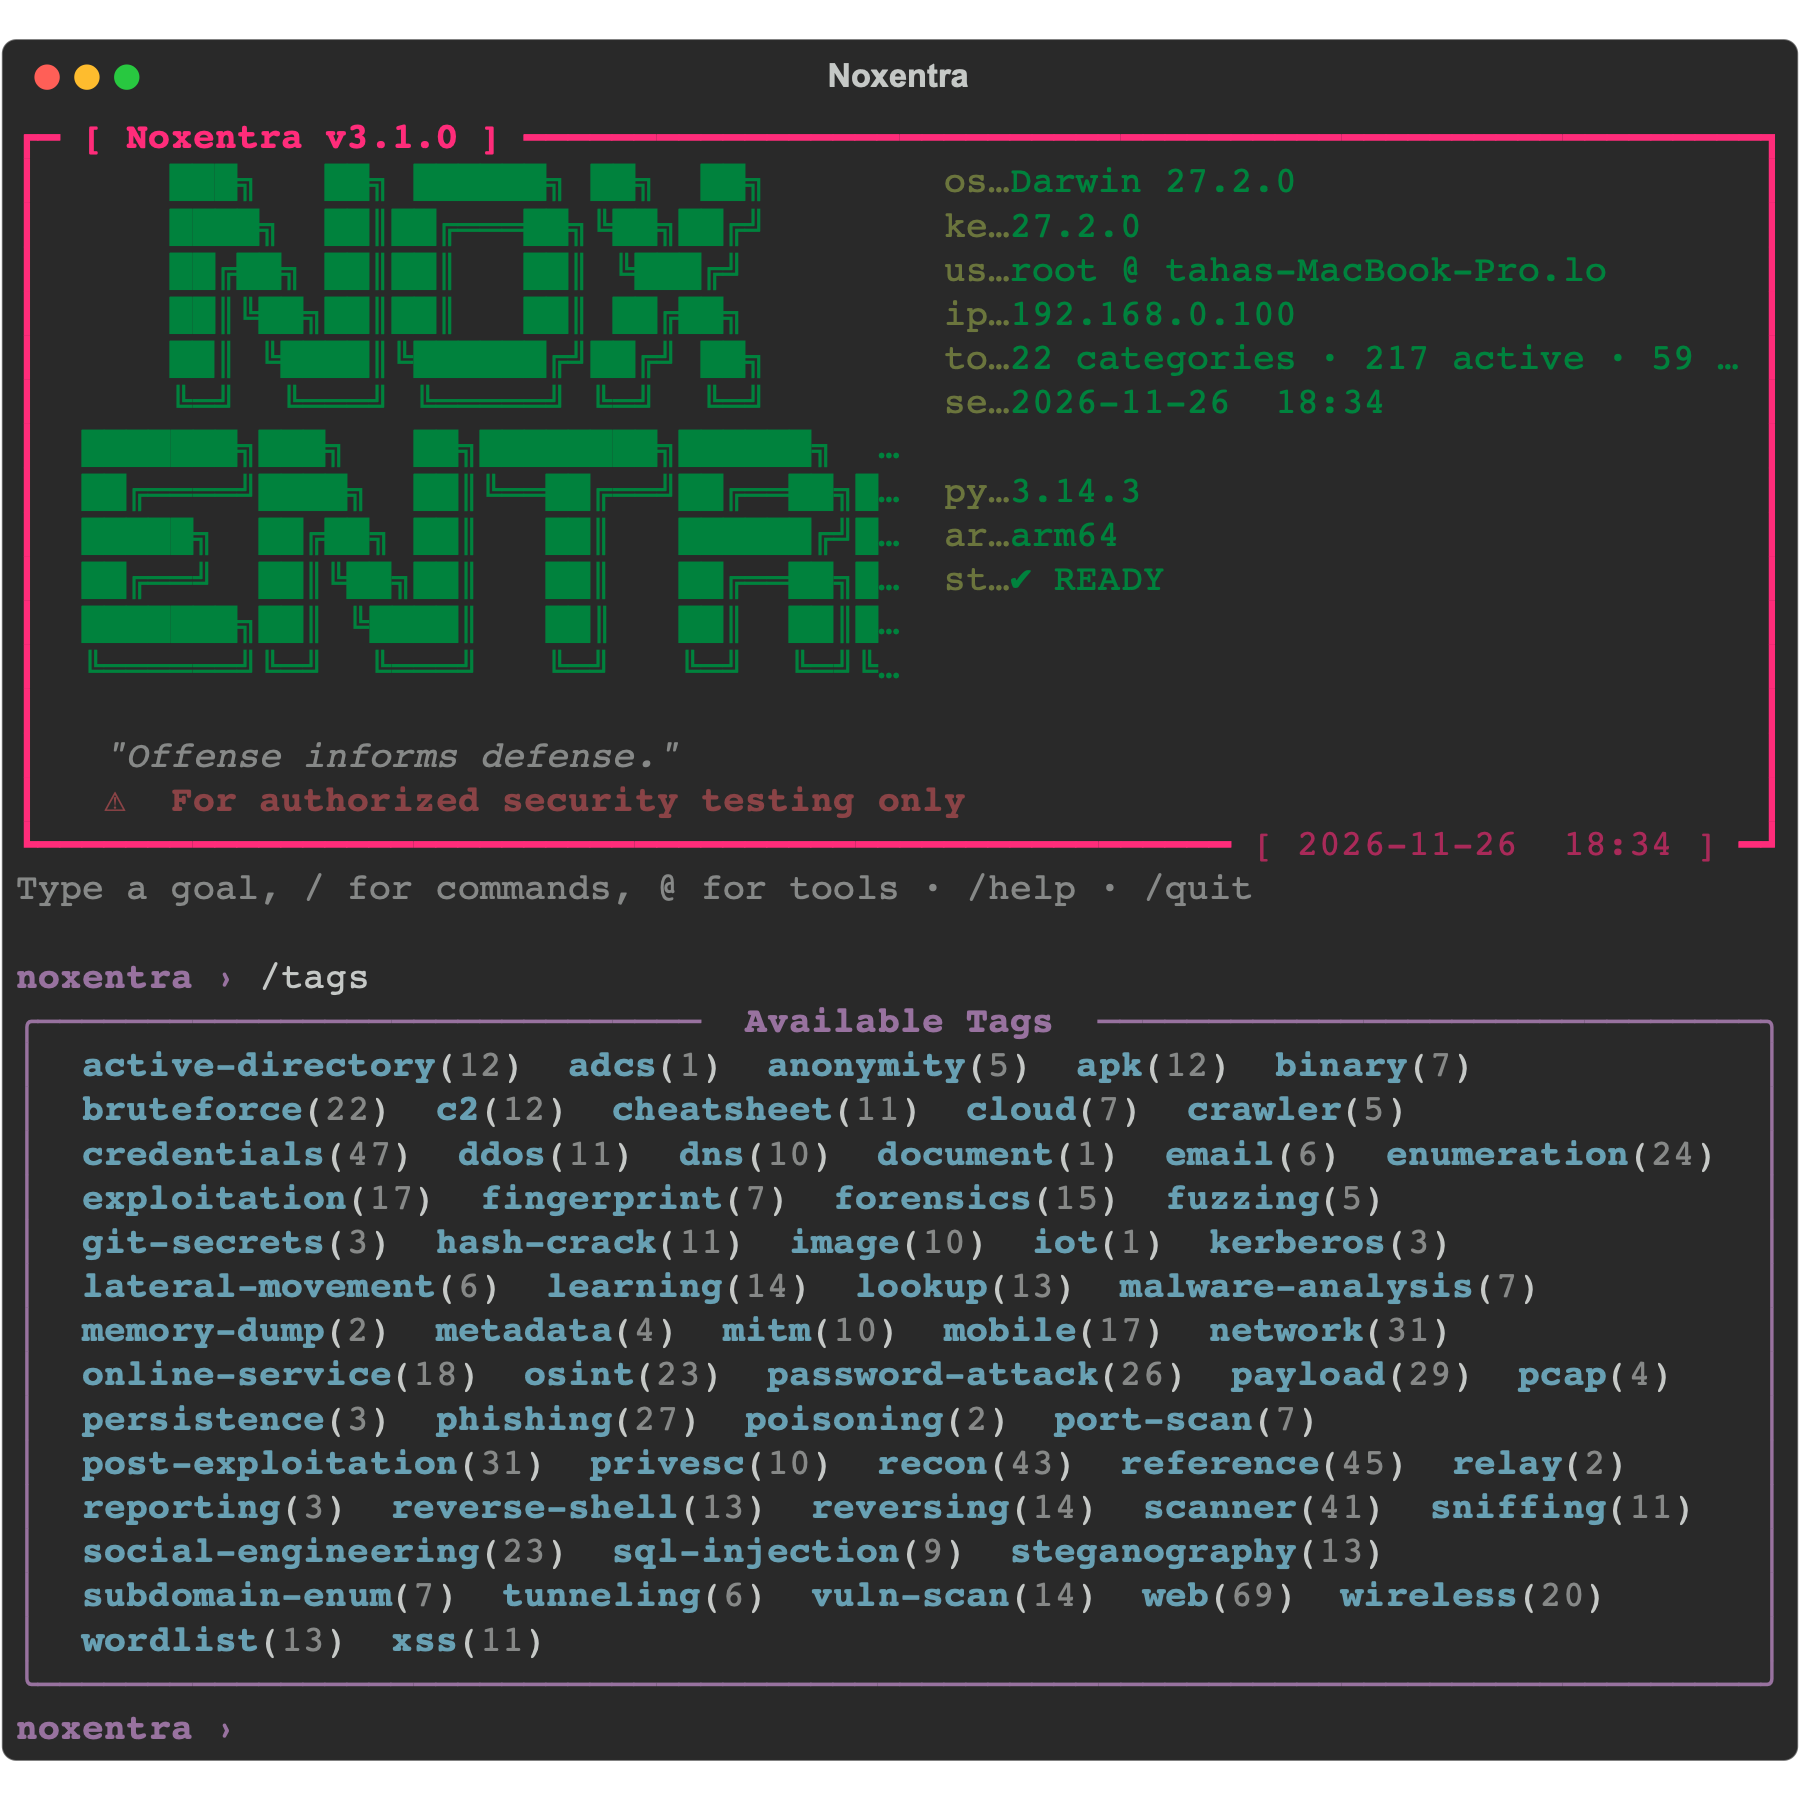 Noxentra
[ Noxentra v3.1.0 ]
NOX
ENTR
os…Darwin 27.2.0
ke…27.2.0
us…root @ tahas-MacBook-Pro.lo
ip…192.168.0.100
to…22 categories · 217 active · 59 …
se…2026-11-26  18:34
py…3.14.3
ar…arm64
st…✔ READY
"Offense informs defense."
⚠  For authorized security testing only
[ 2026-11-26  18:34 ]
Type a goal, / for commands, @ for tools · /help · /quit
noxentra › /tags
Available Tags
active-directory(12)  adcs(1)  anonymity(5)  apk(12)  binary(7)
bruteforce(22)  c2(12)  cheatsheet(11)  cloud(7)  crawler(5)
credentials(47)  ddos(11)  dns(10)  document(1)  email(6)  enumeration(24)
exploitation(17)  fingerprint(7)  forensics(15)  fuzzing(5)
git-secrets(3)  hash-crack(11)  image(10)  iot(1)  kerberos(3)
lateral-movement(6)  learning(14)  lookup(13)  malware-analysis(7)
memory-dump(2)  metadata(4)  mitm(10)  mobile(17)  network(31)
online-service(18)  osint(23)  password-attack(26)  payload(29)  pcap(4)
persistence(3)  phishing(27)  poisoning(2)  port-scan(7)
post-exploitation(31)  privesc(10)  recon(43)  reference(45)  relay(2)
reporting(3)  reverse-shell(13)  reversing(14)  scanner(41)  sniffing(11)
social-engineering(23)  sql-injection(9)  steganography(13)
subdomain-enum(7)  tunneling(6)  vuln-scan(14)  web(69)  wireless(20)
wordlist(13)  xss(11)
noxentra ›